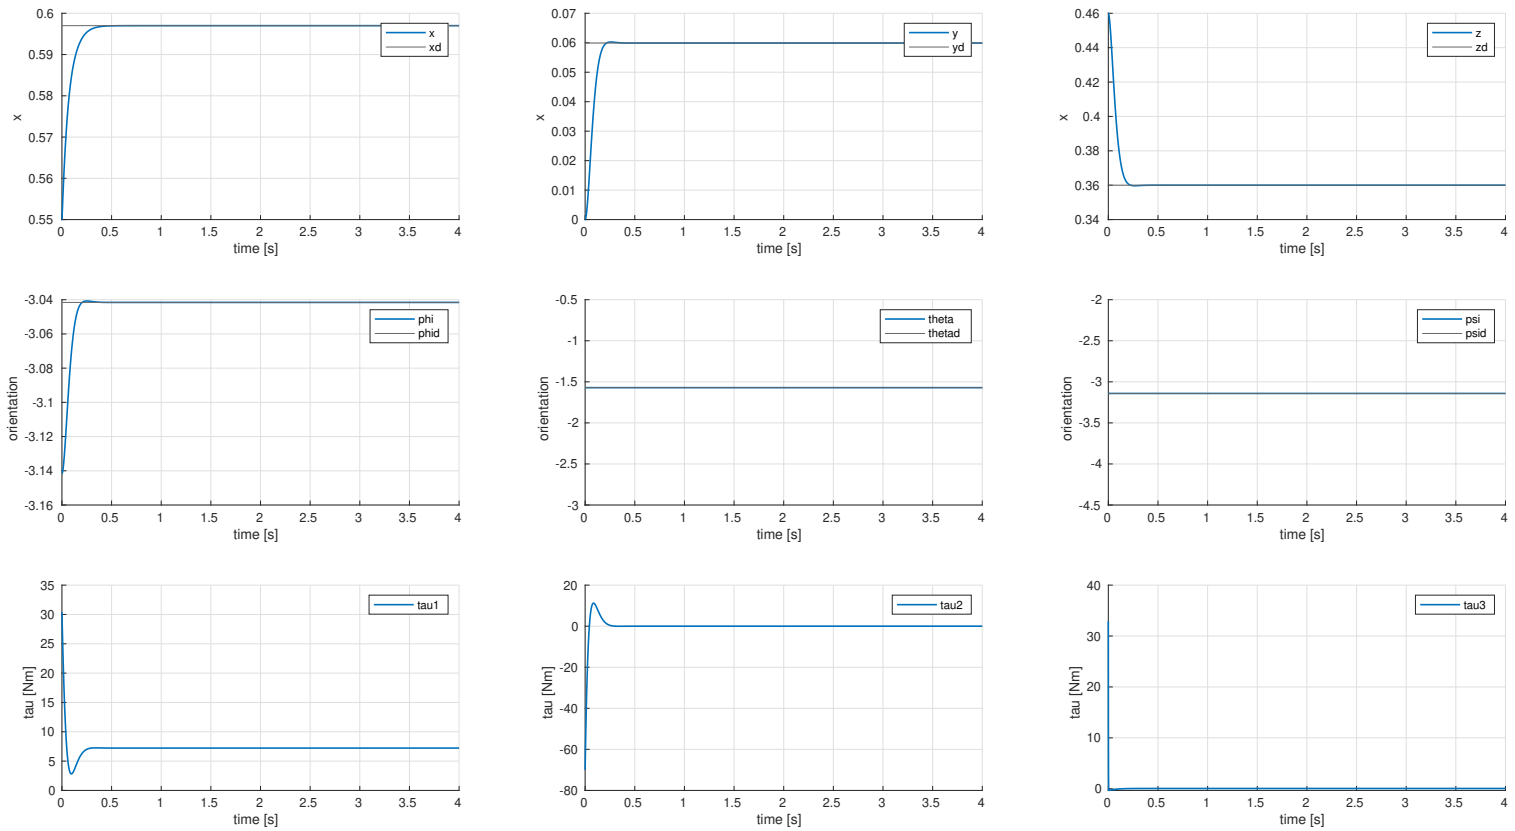 0.6
0.59
0.58
0.57
0.56
0.55
x
0 0.5 1 1.5 2 2.5 3 3.5 4
time [s]
x
xd
0.07
0.06
0.05
0.04
0.03
0.02
0.01
0
x
0 0.5 1 1.5 2 2.5 3 3.5 4
time [s]
y
yd
0.46
0.44
0.42
0.4
0.38
0.36
0.34
x
0 0.5 1 1.5 2 2.5 3 3.5 4
time [s]
z
zd
-3.04
-3.06
-3.08
-3.1
-3.12
-3.14
-3.16
orientation
0 0.5 1 1.5 2 2.5 3 3.5 4
time [s]
phi
phid
-0.5
-1
-1.5
-2
-2.5
-3
orientation
0 0.5 1 1.5 2 2.5 3 3.5 4
time [s]
theta
thetad
-2
-2.5
-3
-3.5
-4
-4.5
orientation
0 0.5 1 1.5 2 2.5 3 3.5 4
time [s]
psi
psid
35
30
25
20
15
10
5
0
tau [Nm]
0 0.5 1 1.5 2 2.5 3 3.5 4
time [s]
tau1
20
0
-20
-40
-60
-80
tau [Nm]
0 0.5 1 1.5 2 2.5 3 3.5 4
time [s]
tau2
40
30
20
10
0
tau [Nm]
0 0.5 1 1.5 2 2.5 3 3.5 4
time [s]
tau3